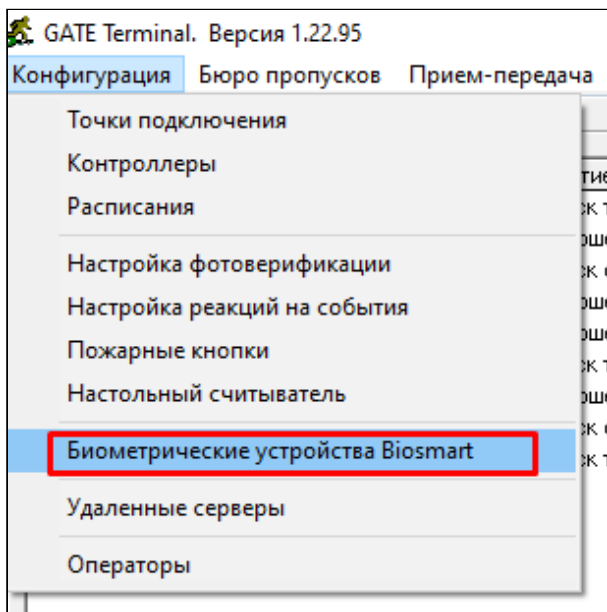 GATE Terminal. Версия 1.22.95
Конфигурация Бюро пропусков Прием-передача
Точки подключения
Контроллеры
Расписания
Настройка фотоверификации
Настройка реакций на события
Пожарные кнопки
Настольный считыватель
Биометрические устройства Biosmart
Удаленные серверы
Операторы